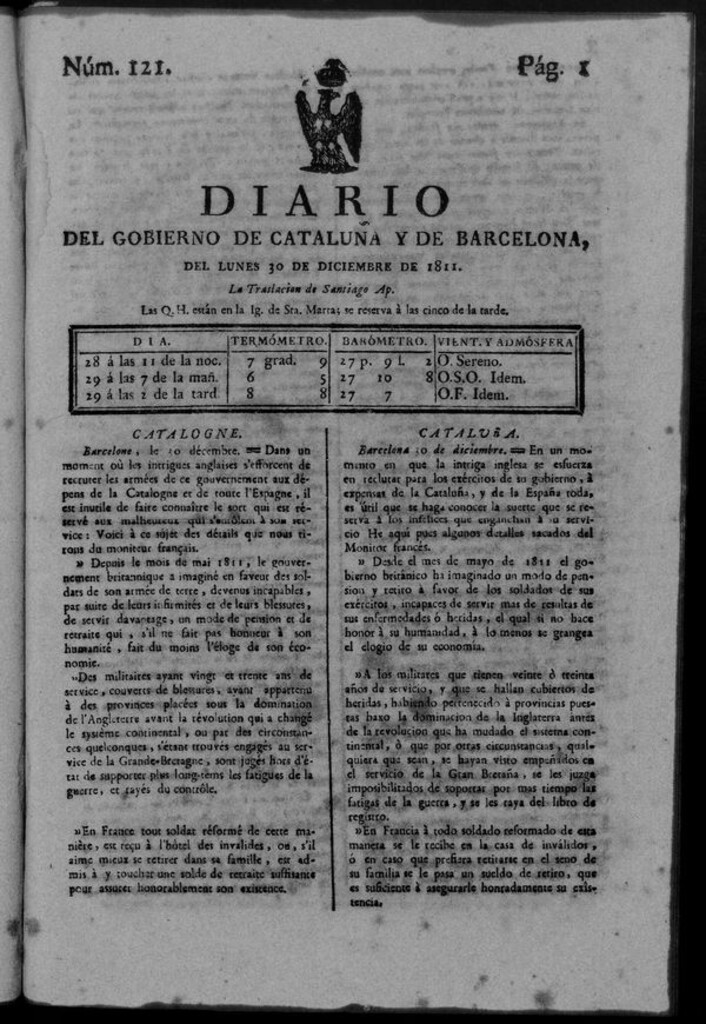 Núm. 121.
Pág. 1
DIARIO
DEL GOBIERNO DE CATALUÑA Y DE BARCELONA,
DEL LUNES 30 DE DICIEMBRE DE 1811.
La Traslacion de Santiago Ap.
Las Q. H. están en la Ig. de Sta. Marta; se reserva à las cinco de la tarde.
DIA. TERMÓMETRO. BARÓMETRO. VIENT. Y ADMÓSFERA
28 á las 11 de la noc. 7 grad. 9 27 p. 9 l. 2 O. Sereno.
29 á las 7 de la mañ. 6 5 27 10 8 O.S.O. Idem.
29 á las 2 de la tard 8 8 27 7 O.F. Idem.
CATALOGNE.
Barcelone, le 30 décembre. = Dans un
moment où les intrigues anglaises s'efforcent de
recruter les armées de ce gouvernement aux dé-
pens de la Catalogne et de toute l'Espagne, il
est inutile de faire connaître le sort qui est ré-
servé aux malheureux qui s'enrôlent à son ser-
vice: Voici à ce sujet des détails que nous ti-
rons du moniteur français.
» Depuis le mois de mai 1811, le gouver-
nement britannique a imaginé en faveur des sol-
dats de son armée de terre, devenus incapables,
par suite de leurs infirmités et de leurs blessures,
de servir davantage, un mode de pension et de
retraite qui, s'il ne fait pas honneur à son
humanité, fait du moins l'éloge de son éco-
nomie.
»Des militaires ayant vingt et trente ans de
service, couverts de blessures, ayant appartenu
à des provinces placées sous la domination
de l'Angleterre avant la révolution qui a changé
le système continental, ou par des circonstan-
ces quelconques, s'étant trouvés engagés au ser-
vice de la Grande-Bretagne, sont jugés hors d'é-
tat de supporter plus long-tems les fatigues de la
guerre, et rayés du contrôle.
»En France tout soldat réformé de cette ma-
nière, est reçu à l'hôtel des invalides, ou, s'il
aime mieux se retirer dans sa famille, est ad-
mis à y toucher une solde de retraite suffisante
pour assurer honorablement son existence.
CATALUÑA.
Barcelona 30 de diciembre. = En un mo-
mento en que la intriga inglesa se esfuerza
en reclutar para los exércitos de su gobierno, à
expensas de la Cataluña, y de la España toda,
es útil que se haga conocer la suerte que se re-
serva à los infelices que enganchan à su servi-
cio He aquí pues algunos detalles sacados del
Monitor francés.
» Desde el mes de mayo de 1811 el go-
bierno británico ha imaginado un modo de pen-
sion y retiro à favor de los soldados de sus
exércitos, incapaces de servir mas de resultas de
sus enfermedades ó heridas, el qual si no hace
honor à su humanidad, à lo menos se grangea
el elogio de su economía.
»A los militares que tienen veinte ò treinta
años de servicio, y que se hallan cubiertos de
heridas, habiendo pertenecido à provincias pues-
tas baxo la dominacion de la Inglaterra antes
de la revolucion que ha mudado el sistema con-
tinental, ò que por otras circunstancias, qual-
quiera que sean, se hayan visto empeñados en
el servicio de la Gran Bretaña, se les juzga
imposibilitados de soportar por mas tiempo las
fatigas de la guerra, y se les raya del libro de
registro.
»En Francia à todo soldado reformado de esta
manera se le recibe en la casa de inválidos,
ó en caso que prefiera retirarse en el seno de
su familia se le pasa un sueldo de retiro, que
es suficiente à asegurarle honradamente su exis-
tencia.